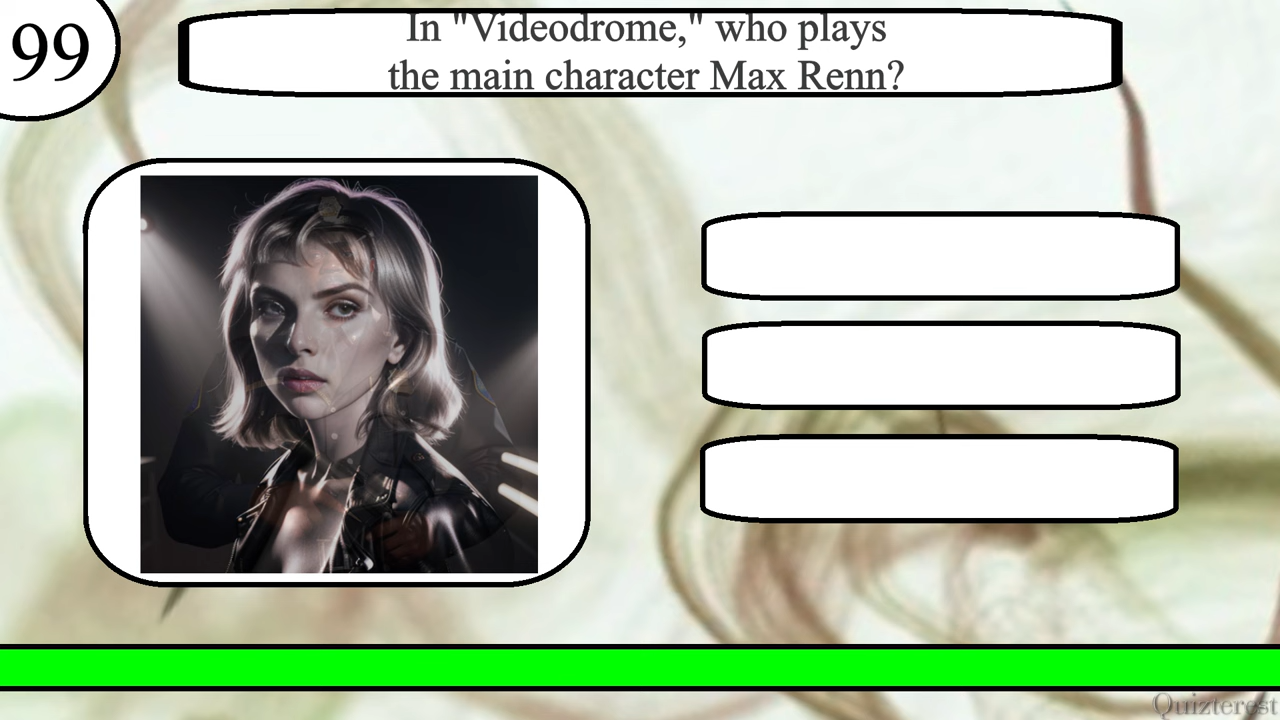 99
In "Videodrome," who plays
the main character Max Renn?
Quizterest